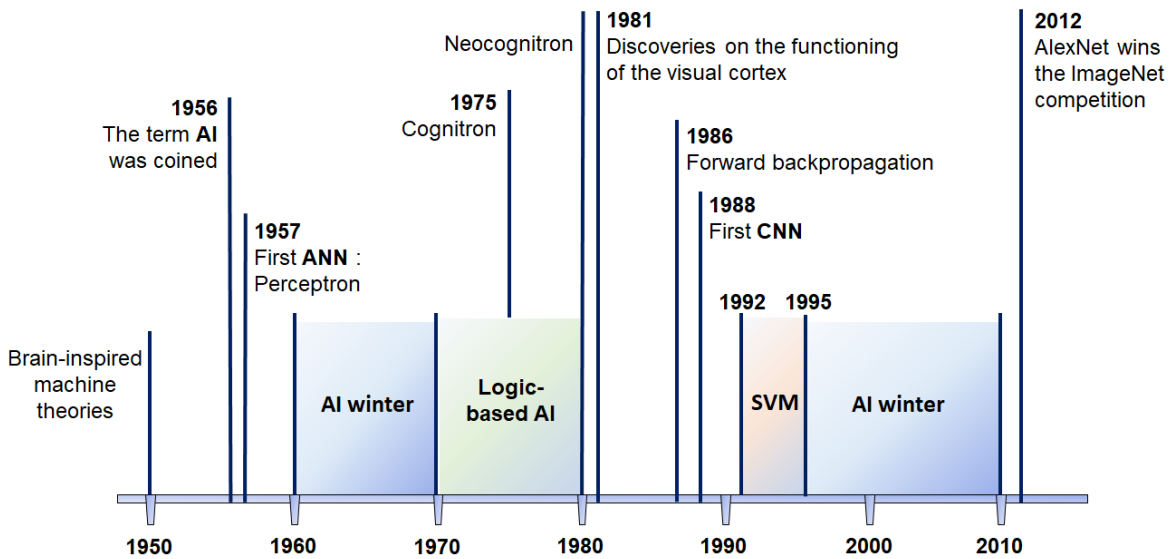 Brain-inspired
machine
theories
1956
The term AI
was coined
1957
First ANN :
Perceptron
AI winter
1975
Cognitron
Logic-
based AI
Neocognitron
1981
Discoveries on the functioning
of the visual cortex
1986
Forward backpropagation
1988
First CNN
1992
1995
SVM
AI winter
2012
AlexNet wins
the ImageNet
competition
1950
1960
1970
1980
1990
2000
2010